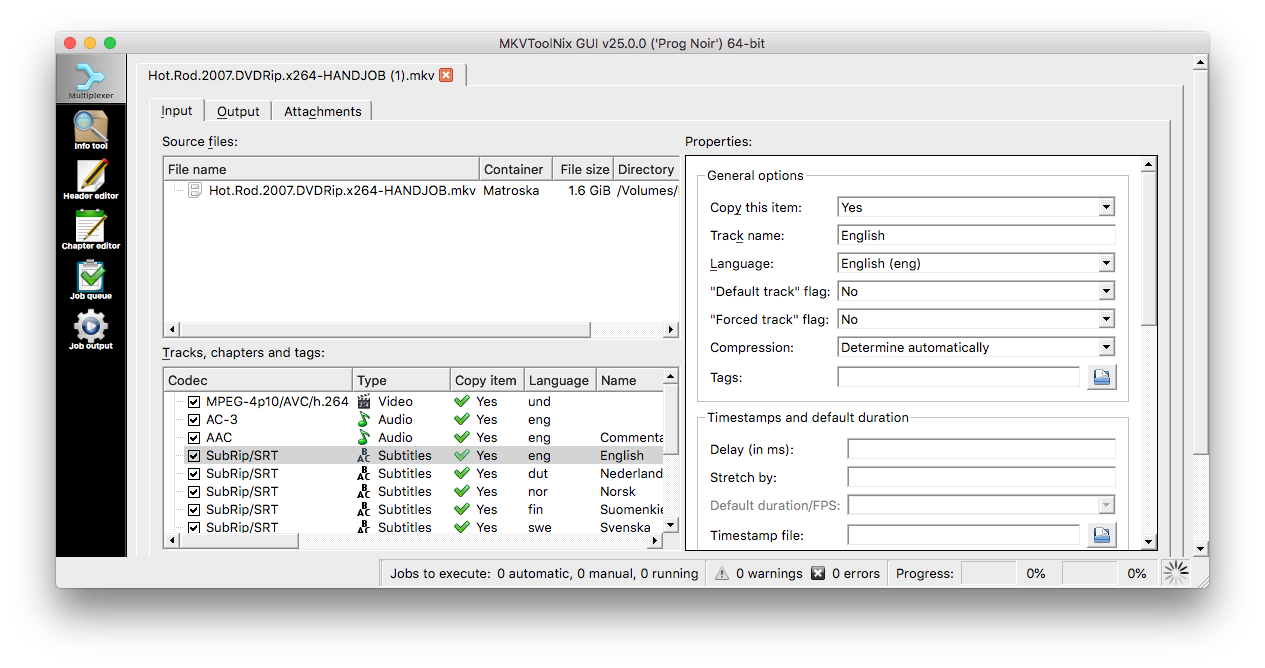 MKVToolNix GUI v25.0.0 ('Prog Noir') 64-bit
Multiplexer
Info tool
Header editor
Chapter editor
Job queue
Job output
Hot.Rod.2007.DVDRip.x264-HANDJOB (1).mkv
Input Output Attachments
Source files:
File name Container File size Directory
Hot.Rod.2007.DVDRip.x264-HANDJOB.mkv Matroska 1.6 GiB /Volumes/
Tracks, chapters and tags:
Codec Type Copy item Language Name
MPEG-4p10/AVC/h.264 Video Yes und
AC-3 Audio Yes eng
AAC Audio Yes eng Commenta
SubRip/SRT Subtitles Yes eng English
SubRip/SRT Subtitles Yes dut Nederland
SubRip/SRT Subtitles Yes nor Norsk
SubRip/SRT Subtitles Yes fin Suomenkie
SubRip/SRT Subtitles Yes swe Svenska
Properties:
General options
Copy this item: Yes
Track name: English
Language: English (eng)
"Default track" flag: No
"Forced track" flag: No
Compression: Determine automatically
Tags:
Timestamps and default duration
Delay (in ms):
Stretch by:
Default duration/FPS:
Timestamp file:
Jobs to execute: 0 automatic, 0 manual, 0 running 0 warnings 0 errors Progress: 0% 0%